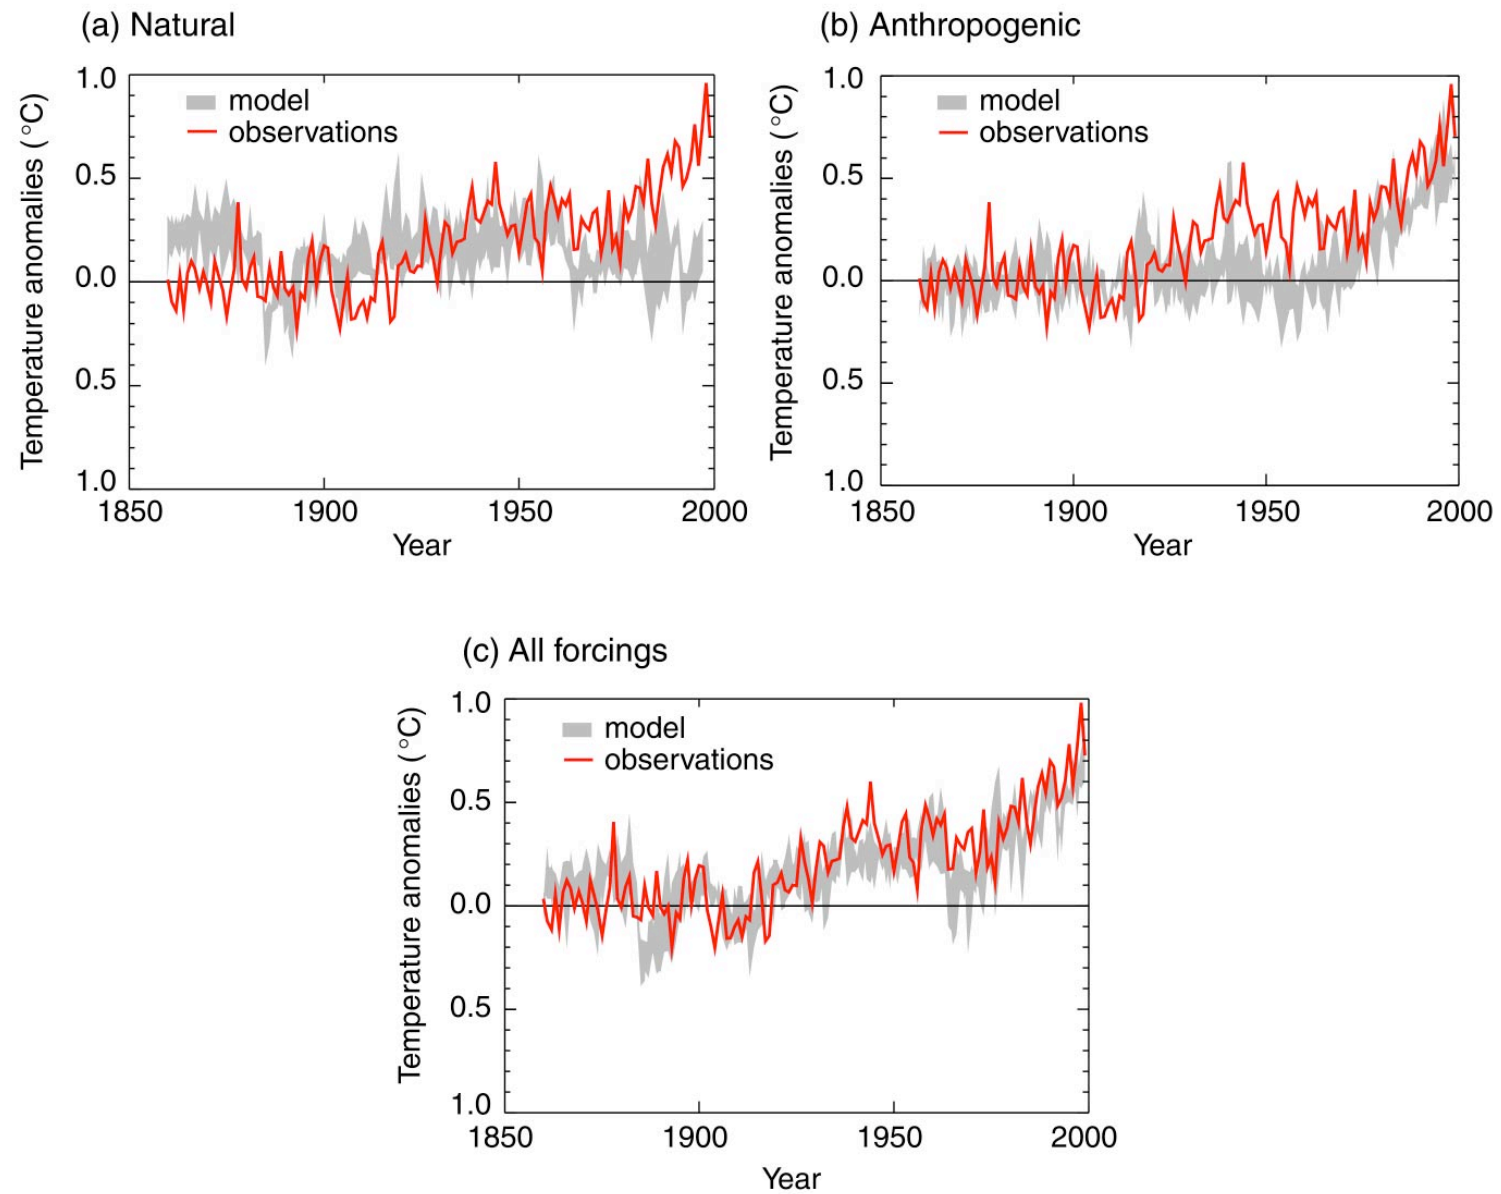 (a) Natural
Temperature anomalies (°C)
1.0
0.5
0.0
0.5
1.0
model
observations
1850 1900 1950 2000
Year
(b) Anthropogenic
Temperature anomalies (°C)
1.0
0.5
0.0
0.5
1.0
model
observations
1850 1900 1950 2000
Year
(c) All forcings
Temperature anomalies (°C)
1.0
0.5
0.0
0.5
1.0
model
observations
1850 1900 1950 2000
Year